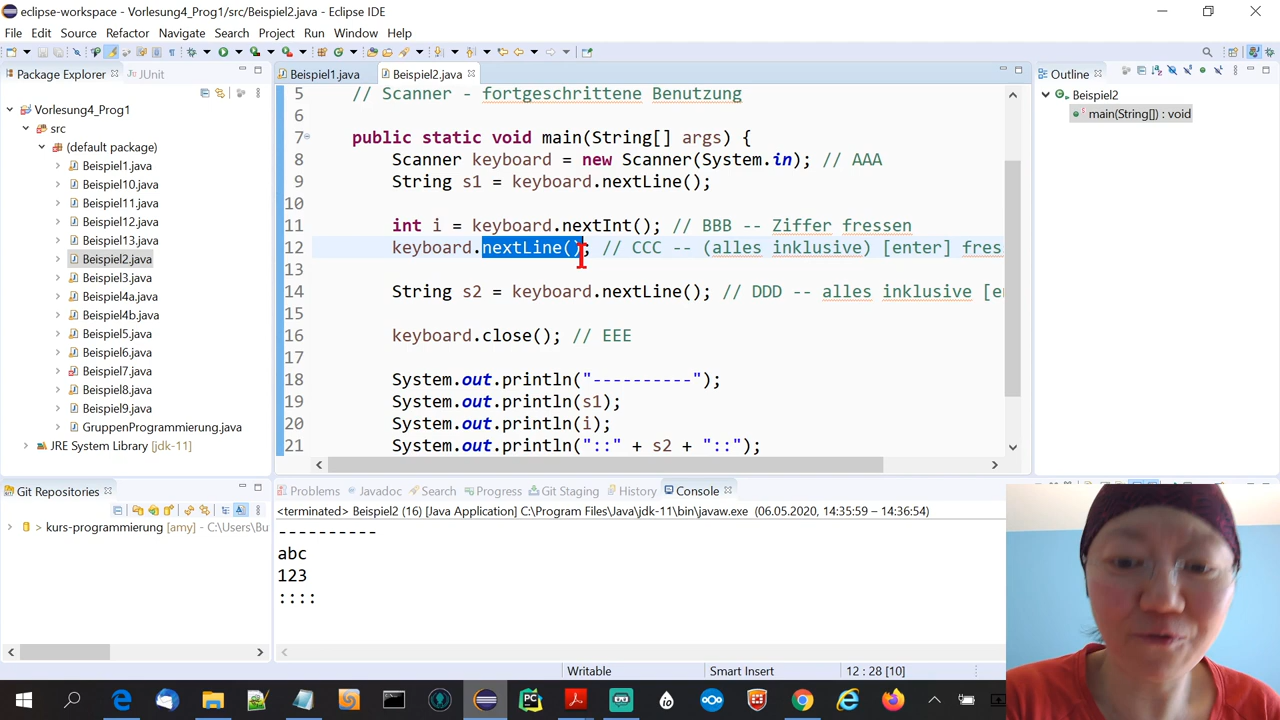 eclipse-workspace - Vorlesung4_Prog1/src/Beispiel2.java - Eclipse IDE
File Edit Source Refactor Navigate Search Project Run Window Help
Package Explorer JUnit
Beispiel1.java Beispiel2.java
Outline
Vorlesung4_Prog1
src
(default package)
Beispiel1.java
Beispiel10.java
Beispiel11.java
Beispiel12.java
Beispiel13.java
Beispiel2.java
Beispiel3.java
Beispiel4a.java
Beispiel4b.java
Beispiel5.java
Beispiel6.java
Beispiel7.java
Beispiel8.java
Beispiel9.java
GruppenProgrammierung.java
JRE System Library [jdk-11]
5 // Scanner - fortgeschrittene Benutzung
6
7 public static void main(String[] args) {
8 Scanner keyboard = new Scanner(System.in); // AAA
9 String s1 = keyboard.nextLine();
10
11 int i = keyboard.nextInt(); // BBB -- Ziffer fressen
12 keyboard.nextLine(); // CCC -- (alles inklusive) [enter] fres
13
14 String s2 = keyboard.nextLine(); // DDD -- alles inklusive [en
15
16 keyboard.close(); // EEE
17
18 System.out.println("----------");
19 System.out.println(s1);
20 System.out.println(i);
21 System.out.println("::" + s2 + "::");
Beispiel2
main(String[]) : void
Git Repositories
kurs-programmierung [amy] - C:\Users\Bu
Problems Javadoc Search Progress Git Staging History Console
<terminated> Beispiel2 (16) [Java Application] C:\Program Files\Java\jdk-11\bin\javaw.exe (06.05.2020, 14:35:59 – 14:36:54)
----------
abc
123
::::
Writable Smart Insert 12 : 28 [10]